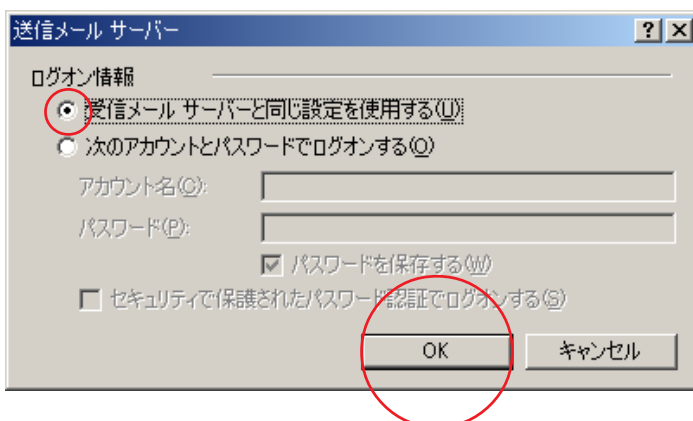 送信メール サーバー
ログオン情報
受信メール サーバーと同じ設定を使用する(U)
次のアカウントとパスワードでログオンする(O)
アカウント名(C):
パスワード(P):
パスワードを保存する(W)
セキュリティで保護されたパスワード認証でログオンする(S)
OK キャンセル